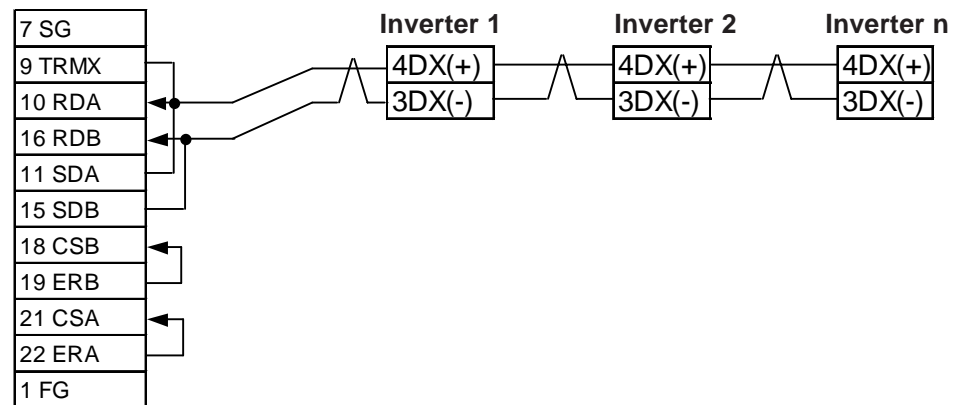 7 SG
9 TRMX
10 RDA
16 RDB
11 SDA
15 SDB
18 CSB
19 ERB
21 CSA
22 ERA
1 FG
Inverter 1
4DX(+)
3DX(-)
Inverter 2
4DX(+)
3DX(-)
Inverter n
4DX(+)
3DX(-)